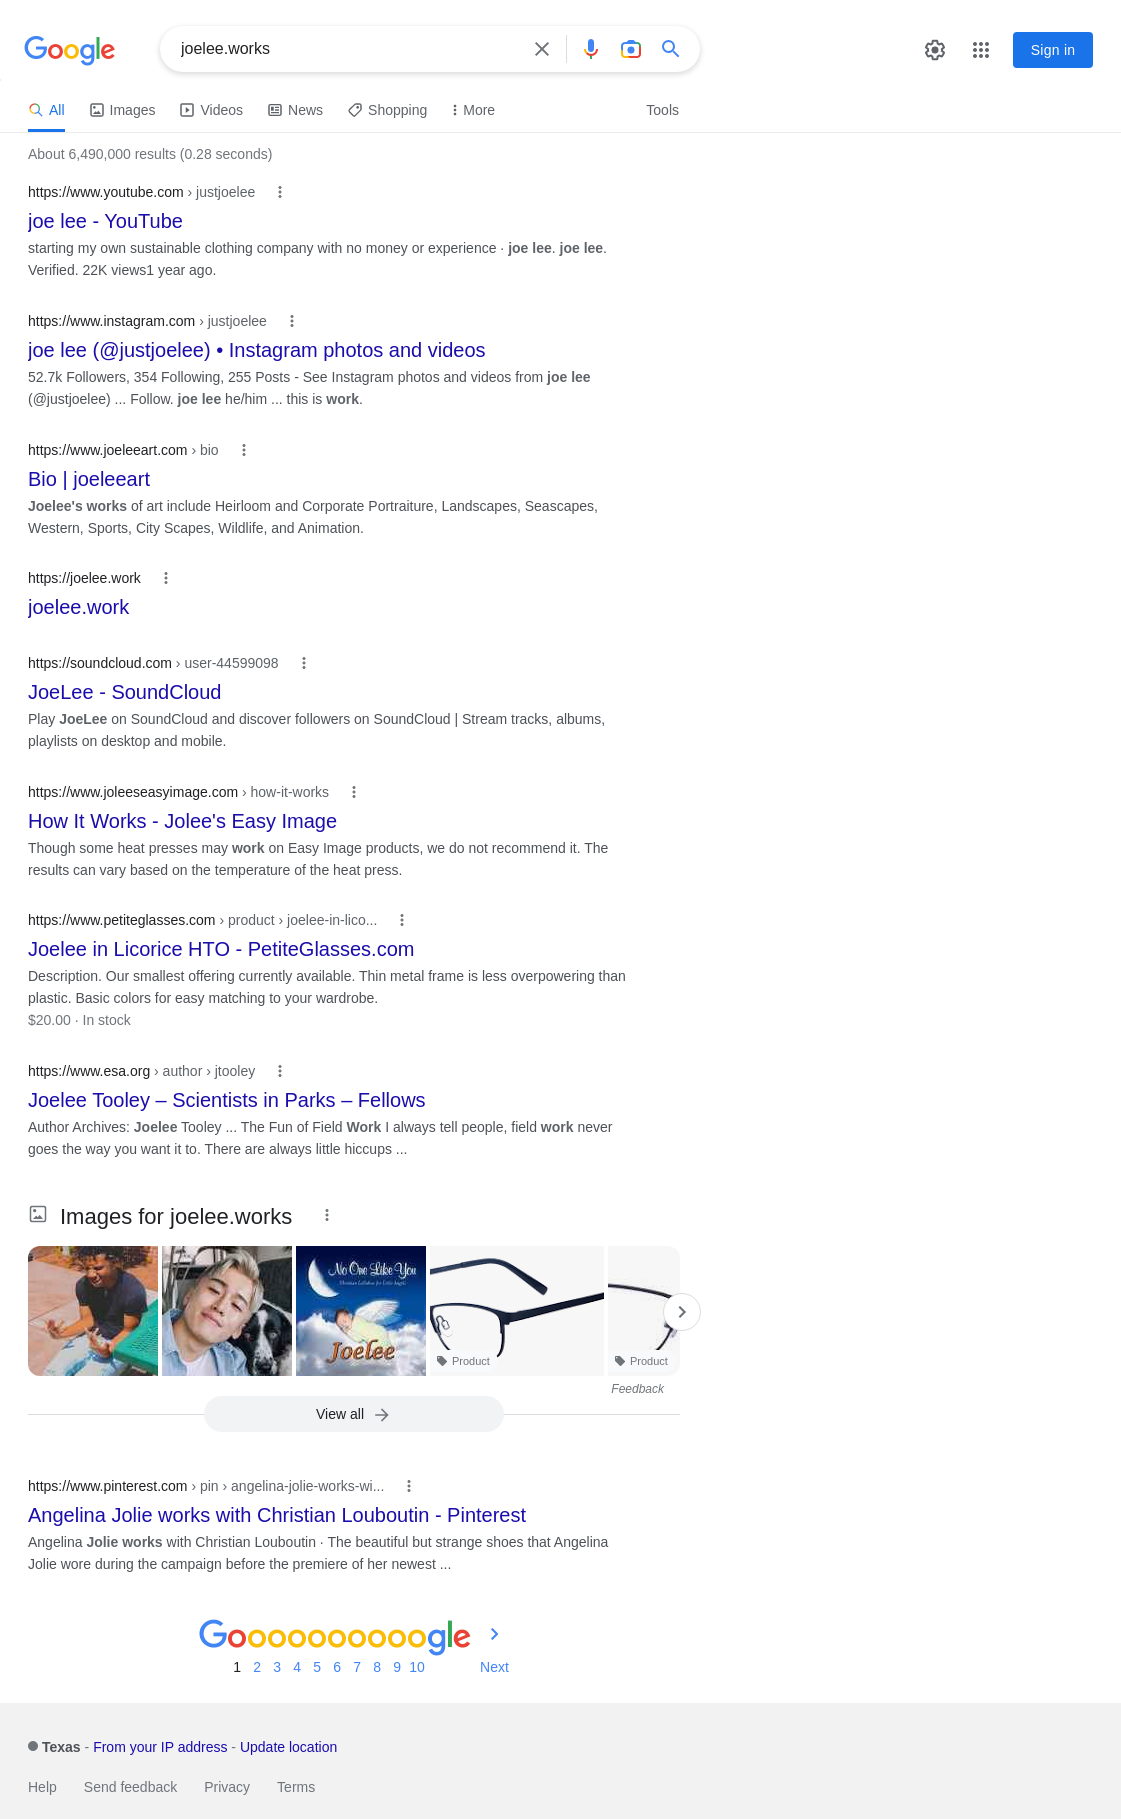 Google
joelee.works
Sign in
All
Images
Videos
News
Shopping
More
Tools
About 6,490,000 results (0.28 seconds)
https://www.youtube.com › justjoelee
joe lee - YouTube
starting my own sustainable clothing company with no money or experience · joe lee. joe lee.
Verified. 22K views1 year ago.
https://www.instagram.com › justjoelee
joe lee (@justjoelee) • Instagram photos and videos
52.7k Followers, 354 Following, 255 Posts - See Instagram photos and videos from joe lee
(@justjoelee) ... Follow. joe lee he/him ... this is work.
https://www.joeleeart.com › bio
Bio | joeleeart
Joelee's works of art include Heirloom and Corporate Portraiture, Landscapes, Seascapes,
Western, Sports, City Scapes, Wildlife, and Animation.
https://joelee.work
joelee.work
https://soundcloud.com › user-44599098
JoeLee - SoundCloud
Play JoeLee on SoundCloud and discover followers on SoundCloud | Stream tracks, albums,
playlists on desktop and mobile.
https://www.joleeseasyimage.com › how-it-works
How It Works - Jolee's Easy Image
Though some heat presses may work on Easy Image products, we do not recommend it. The
results can vary based on the temperature of the heat press.
https://www.petiteglasses.com › product › joelee-in-lico...
Joelee in Licorice HTO - PetiteGlasses.com
Description. Our smallest offering currently available. Thin metal frame is less overpowering than
plastic. Basic colors for easy matching to your wardrobe.
$20.00 · In stock
https://www.esa.org › author › jtooley
Joelee Tooley – Scientists in Parks – Fellows
Author Archives: Joelee Tooley ... The Fun of Field Work I always tell people, field work never
goes the way you want it to. There are always little hiccups ...
Images for joelee.works
No One Like You
Christian Lullabies for Little Angels
Joelee
Product
Product
Feedback
View all
https://www.pinterest.com › pin › angelina-jolie-works-wi...
Angelina Jolie works with Christian Louboutin - Pinterest
Angelina Jolie works with Christian Louboutin · The beautiful but strange shoes that Angelina
Jolie wore during the campaign before the premiere of her newest ...
Goooooooooogle
1 2 3 4 5 6 7 8 9 10 Next
Texas - From your IP address - Update location
Help Send feedback Privacy Terms